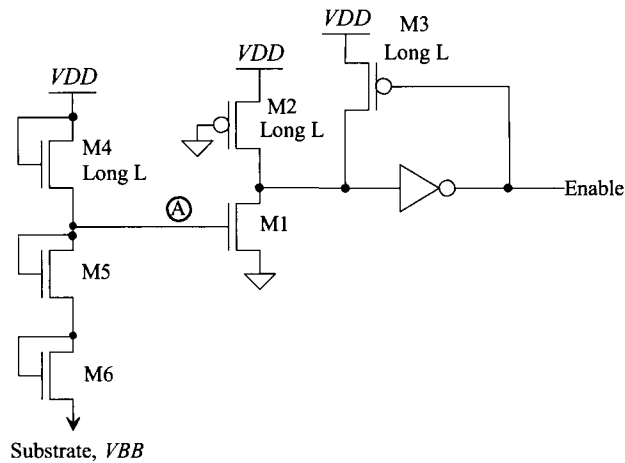 VDD
M3
Long L
VDD
VDD
M2
Long L
M4
Long L
A
M1
Enable
M5
M6
Substrate, VBB